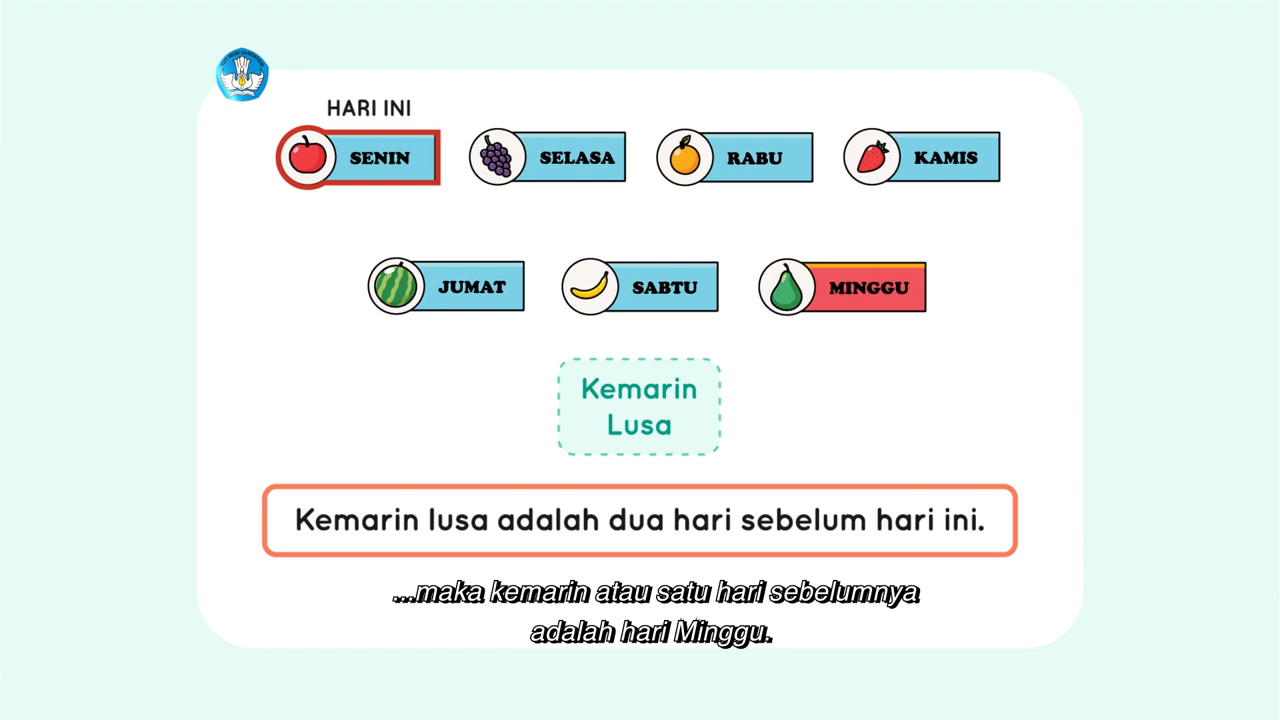 HARI INI
SENIN
SELASA
RABU
KAMIS
JUMAT
SABTU
MINGGU
Kemarin
Lusa
Kemarin lusa adalah dua hari sebelum hari ini.
...maka kemarin atau satu hari sebelumnya
adalah hari Minggu.